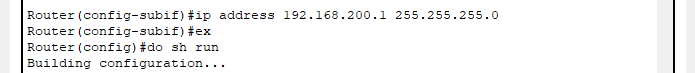 Router(config-subif)#ip address 192.168.200.1 255.255.255.0
Router(config-subif)#ex
Router(config)#do sh run
Building configuration...